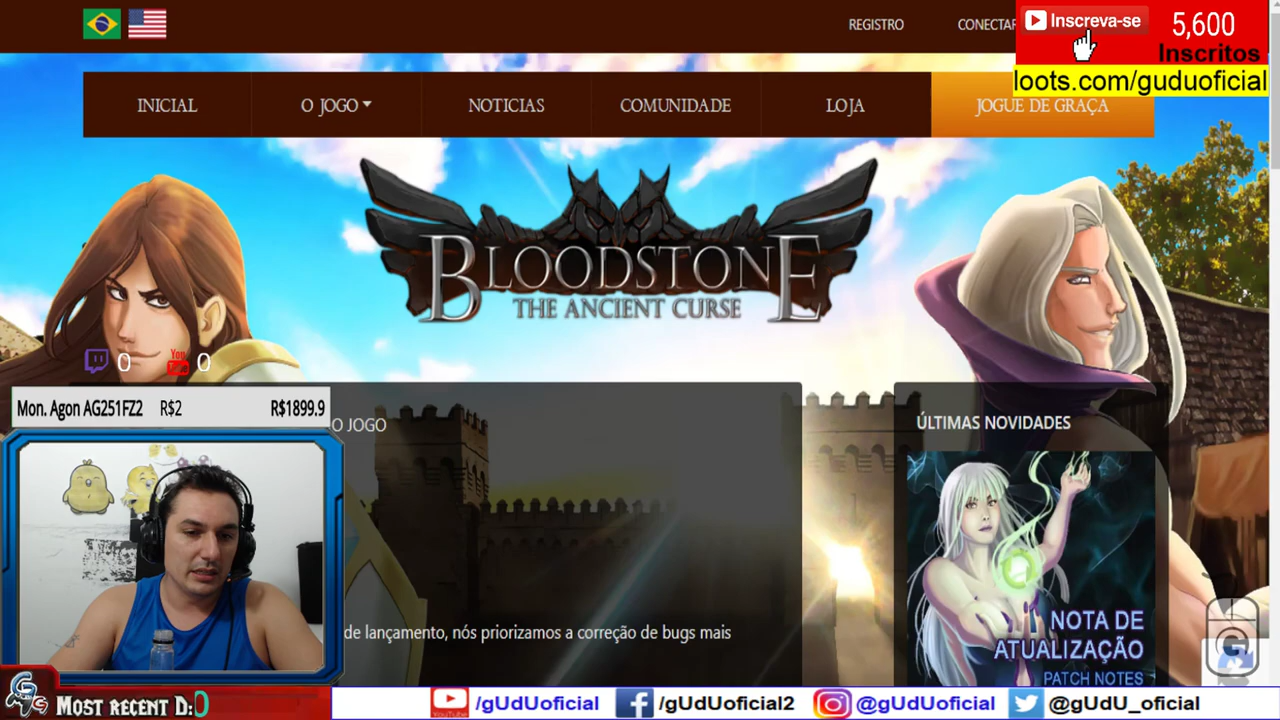 REGISTRO
CONECTAR
Inscreva-se
5,600
Inscritos
loots.com/guduoficial
INICIAL
O JOGO
NOTICIAS
COMUNIDADE
LOJA
JOGUE DE GRAÇA
BLOODSTONE
THE ANCIENT CURSE
0
You
0
Mon. Agon AG251FZ2 R$2 R$1899.9
O JOGO
ÚLTIMAS NOVIDADES
de lançamento, nós priorizamos a correção de bugs mais
NOTA DE
ATUALIZAÇÃO
PATCH NOTES
MOST RECENT D:0
/gUdUoficial
/gUdUoficial2
@gUdUoficial
@gUdU_oficial